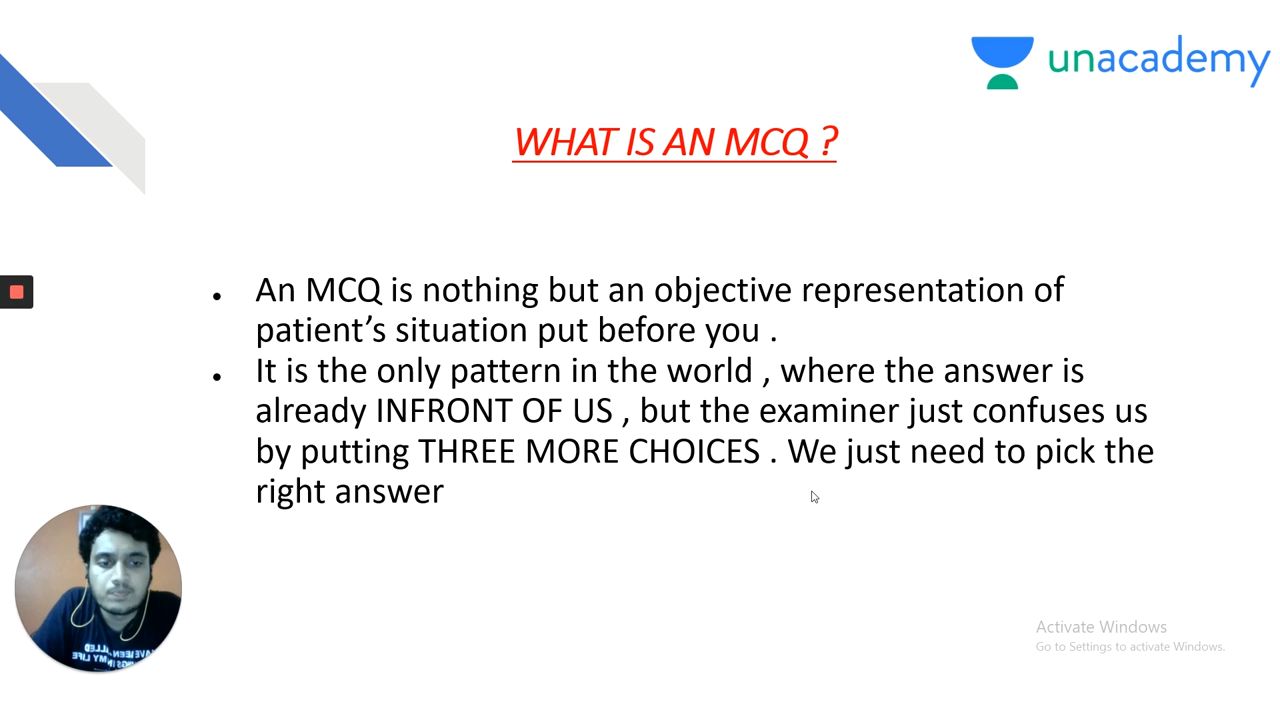 unacademy
WHAT IS AN MCQ ?
• An MCQ is nothing but an objective representation of
patient’s situation put before you .
• It is the only pattern in the world , where the answer is
already INFRONT OF US , but the examiner just confuses us
by putting THREE MORE CHOICES . We just need to pick the
right answer
Activate Windows
Go to Settings to activate Windows.